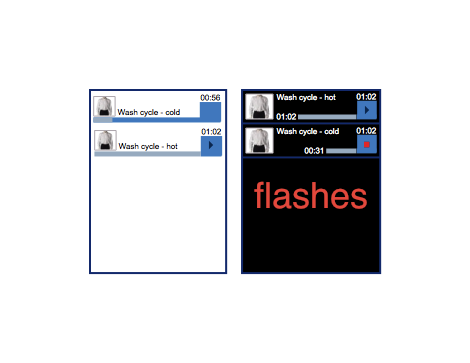 00:56
Wash cycle - cold
01:02
Wash cycle - hot
Wash cycle - hot 01:02
01:02
Wash cycle - cold 01:02
00:31
flashes